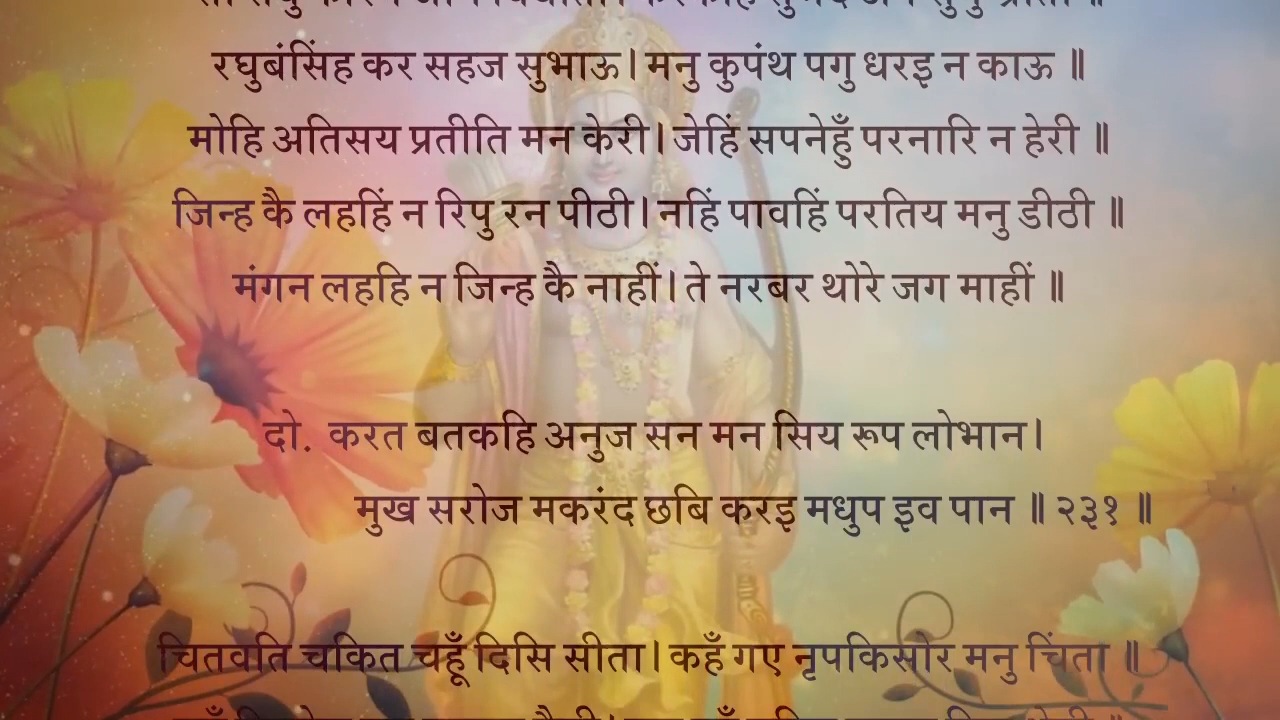 रघुबंसिंह कर सहज सुभाऊ। मनु कुपंथ पगु धरइ न काऊ ॥
मोहि अतिसय प्रतीति मन केरी। जेहिं सपनेहुँ परनारि न हेरी ॥
जिन्ह कै लहहिं न रिपु रन पीठी। नहिं पावहिं परतिय मनु डीठी ॥
मंगन लहहि न जिन्ह कै नाहीं। ते नरबर थोरे जग माहीं ॥
दो. करत बतकहि अनुज सन मन सिय रूप लोभान।
मुख सरोज मकरंद छबि करइ मधुप इव पान ॥ २३१ ॥
चितवति चकित चहूँ दिसि सीता। कहँ गए नृपकिसोर मनु चिंता ॥